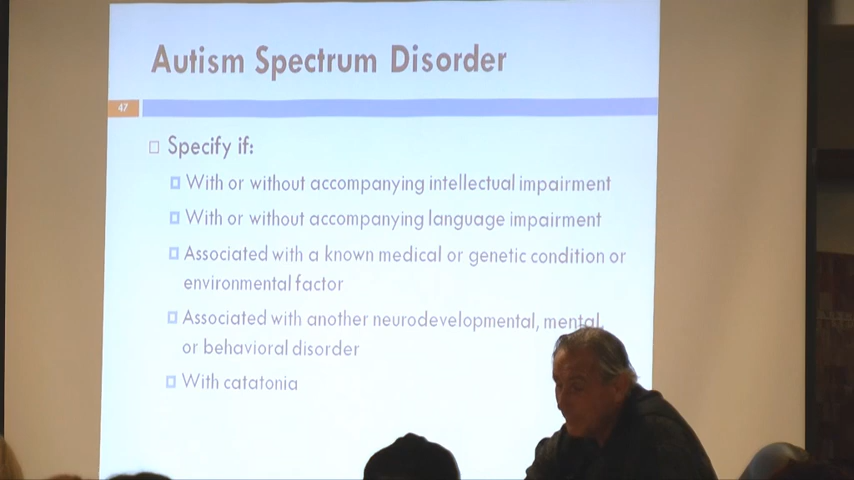 Autism Spectrum Disorder
47
Specify if:
With or without accompanying intellectual impairment
With or without accompanying language impairment
Associated with a known medical or genetic condition or
environmental factor
Associated with another neurodevelopmental, mental,
or behavioral disorder
With catatonia